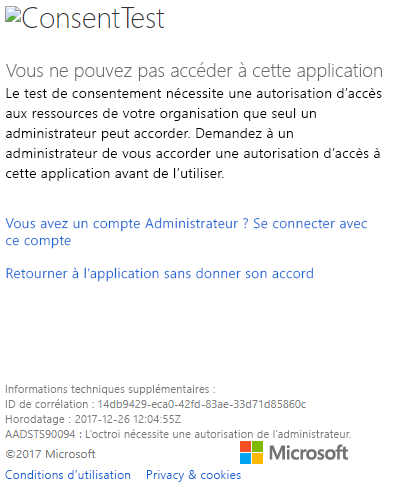 ConsentTest
Vous ne pouvez pas accéder à cette application
Le test de consentement nécessite une autorisation d'accès
aux ressources de votre organisation que seul un
administrateur peut accorder. Demandez à un
administrateur de vous accorder une autorisation d'accès à
cette application avant de l'utiliser.
Vous avez un compte Administrateur ? Se connecter avec
ce compte
Retourner à l'application sans donner son accord
Informations techniques supplémentaires :
ID de corrélation : 14db9429-eca0-42fd-83ae-33d71d85860c
Horodatage : 2017-12-26 12:04:55Z
AADSTS90094 : L'octroi nécessite une autorisation de l'administrateur.
©2017 Microsoft
Microsoft
Conditions d'utilisation Privacy & cookies